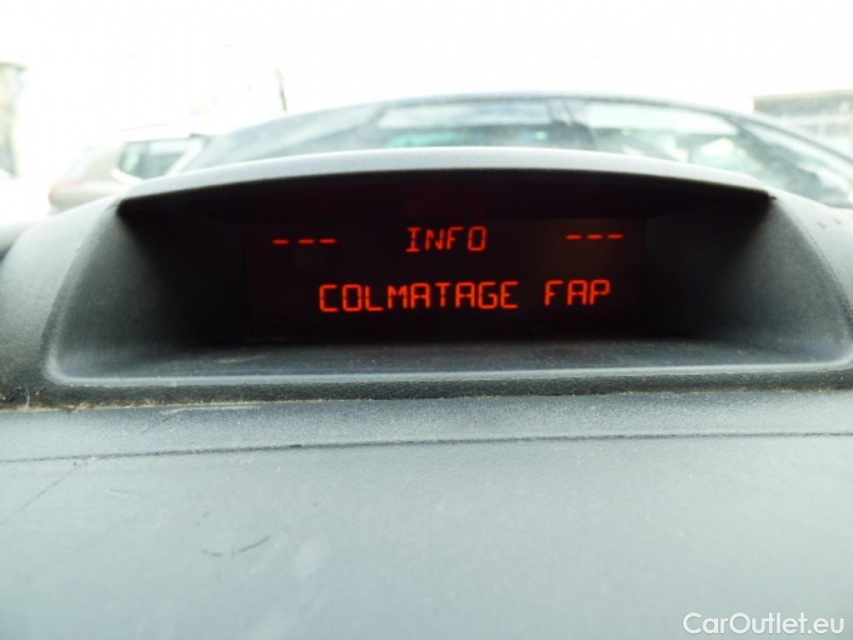 --- INFO ---
COLMATAGE FAP
CarOutlet.eu